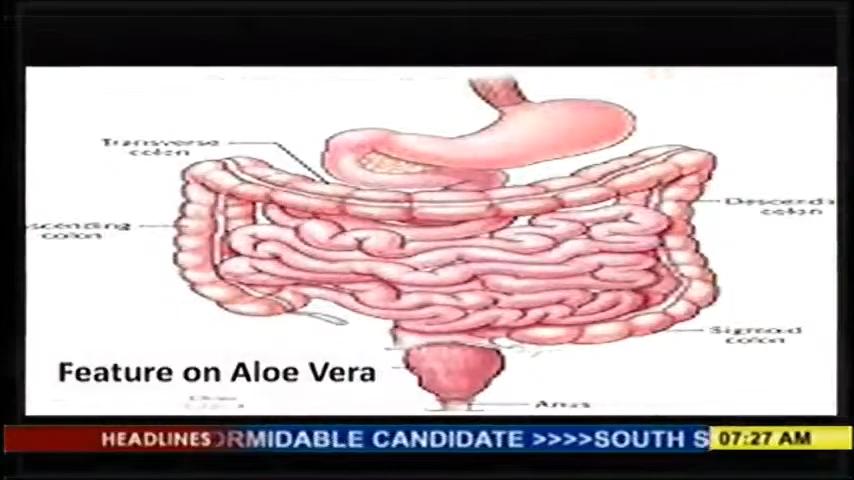 Transverse
colon
scending
colon
Descendi
colon
Sigmoid
colon
Feature on Aloe Vera
Anus
HEADLINES
ORMIDABLE CANDIDATE >>>>SOUTH S
07:27 AM